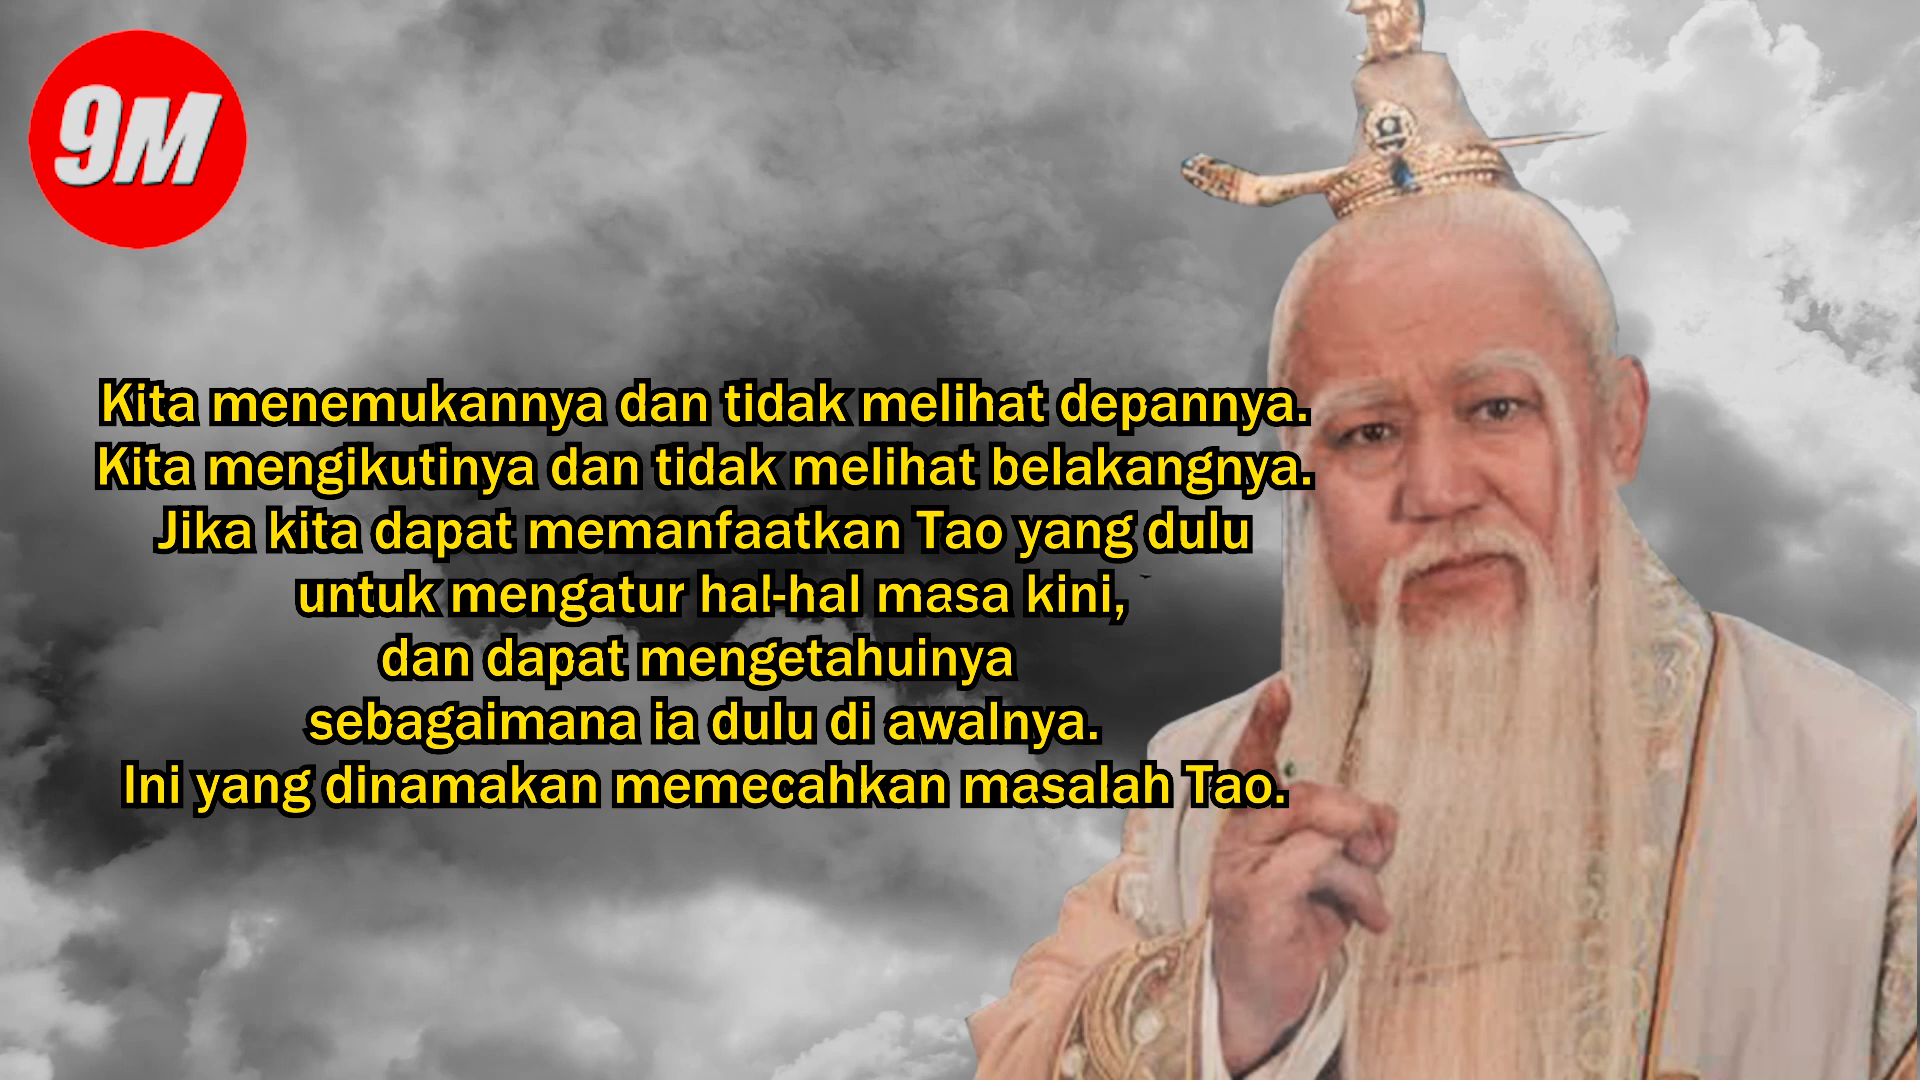 9M
Kita menemukannya dan tidak melihat depannya.
Kita mengikutinya dan tidak melihat belakangnya.
Jika kita dapat memanfaatkan Tao yang dulu
untuk mengatur hal-hal masa kini,
dan dapat mengetahuinya
sebagaimana ia dulu di awalnya.
Ini yang dinamakan memecahkan masalah Tao.